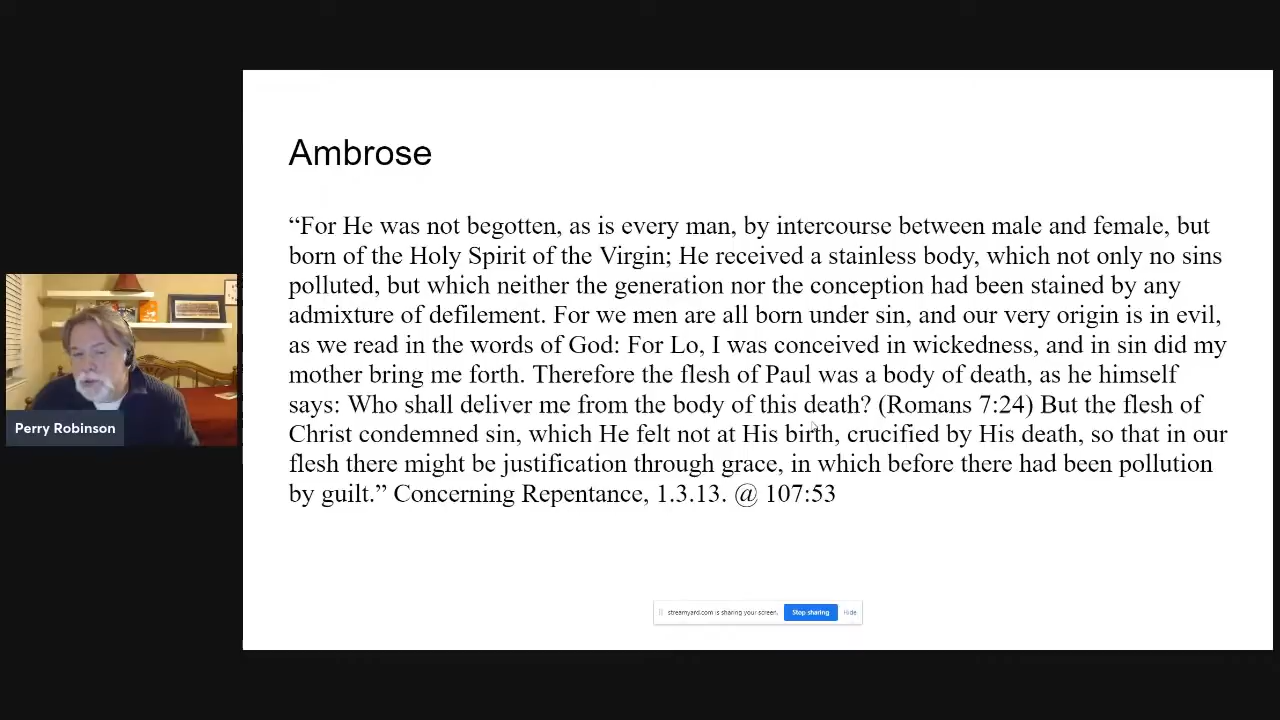 Ambrose
“For He was not begotten, as is every man, by intercourse between male and female, but
born of the Holy Spirit of the Virgin; He received a stainless body, which not only no sins
polluted, but which neither the generation nor the conception had been stained by any
admixture of defilement. For we men are all born under sin, and our very origin is in evil,
as we read in the words of God: For Lo, I was conceived in wickedness, and in sin did my
mother bring me forth. Therefore the flesh of Paul was a body of death, as he himself
says: Who shall deliver me from the body of this death? (Romans 7:24) But the flesh of
Christ condemned sin, which He felt not at His birth, crucified by His death, so that in our
flesh there might be justification through grace, in which before there had been pollution
by guilt.” Concerning Repentance, 1.3.13. @ 107:53
Perry Robinson
streamyard.com is sharing your screen. Stop sharing Hide